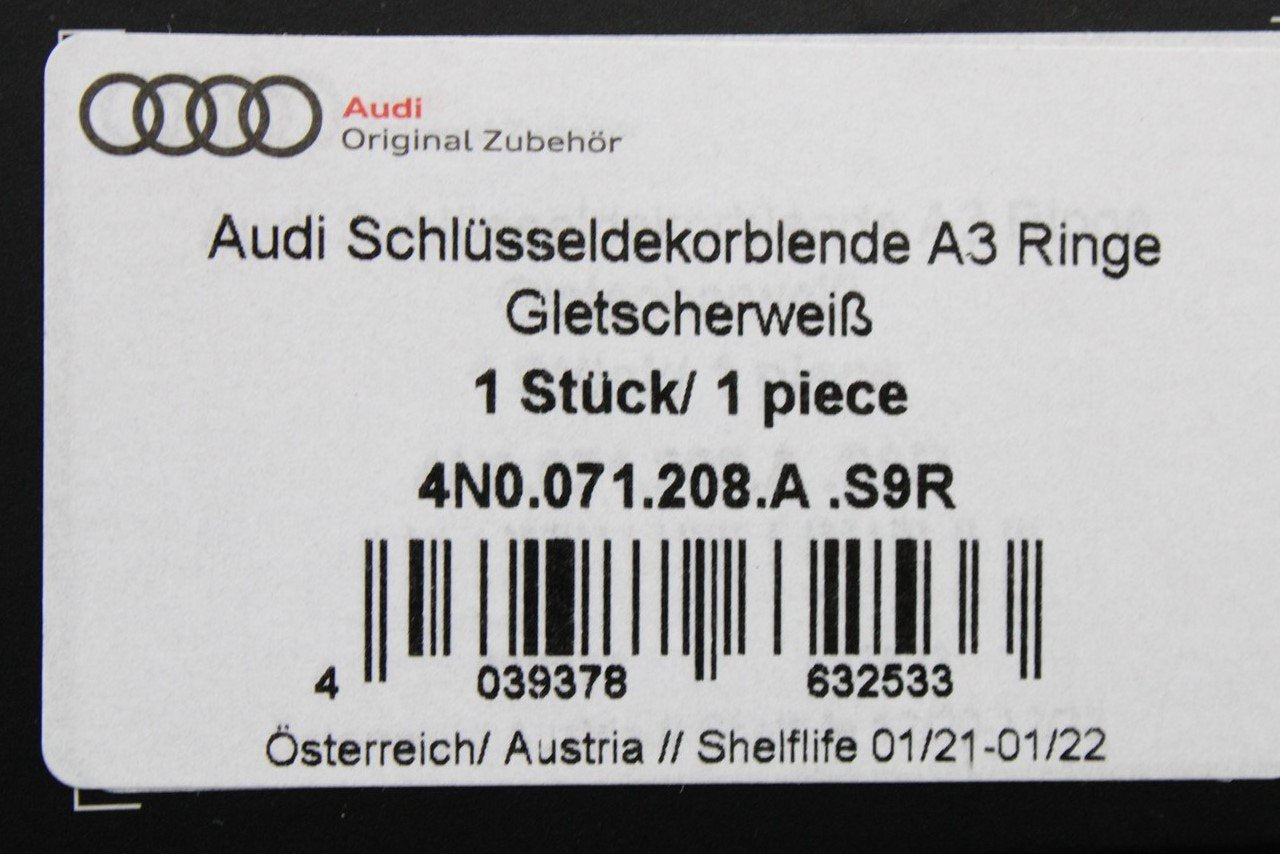 Audi
Original Zubehör
Audi Schlüsseldekorblende A3 Ringe
Gletscherweiß
1 Stück/ 1 piece
4N0.071.208.A .S9R
4 039378 632533
Österreich/ Austria // Shelflife 01/21-01/22